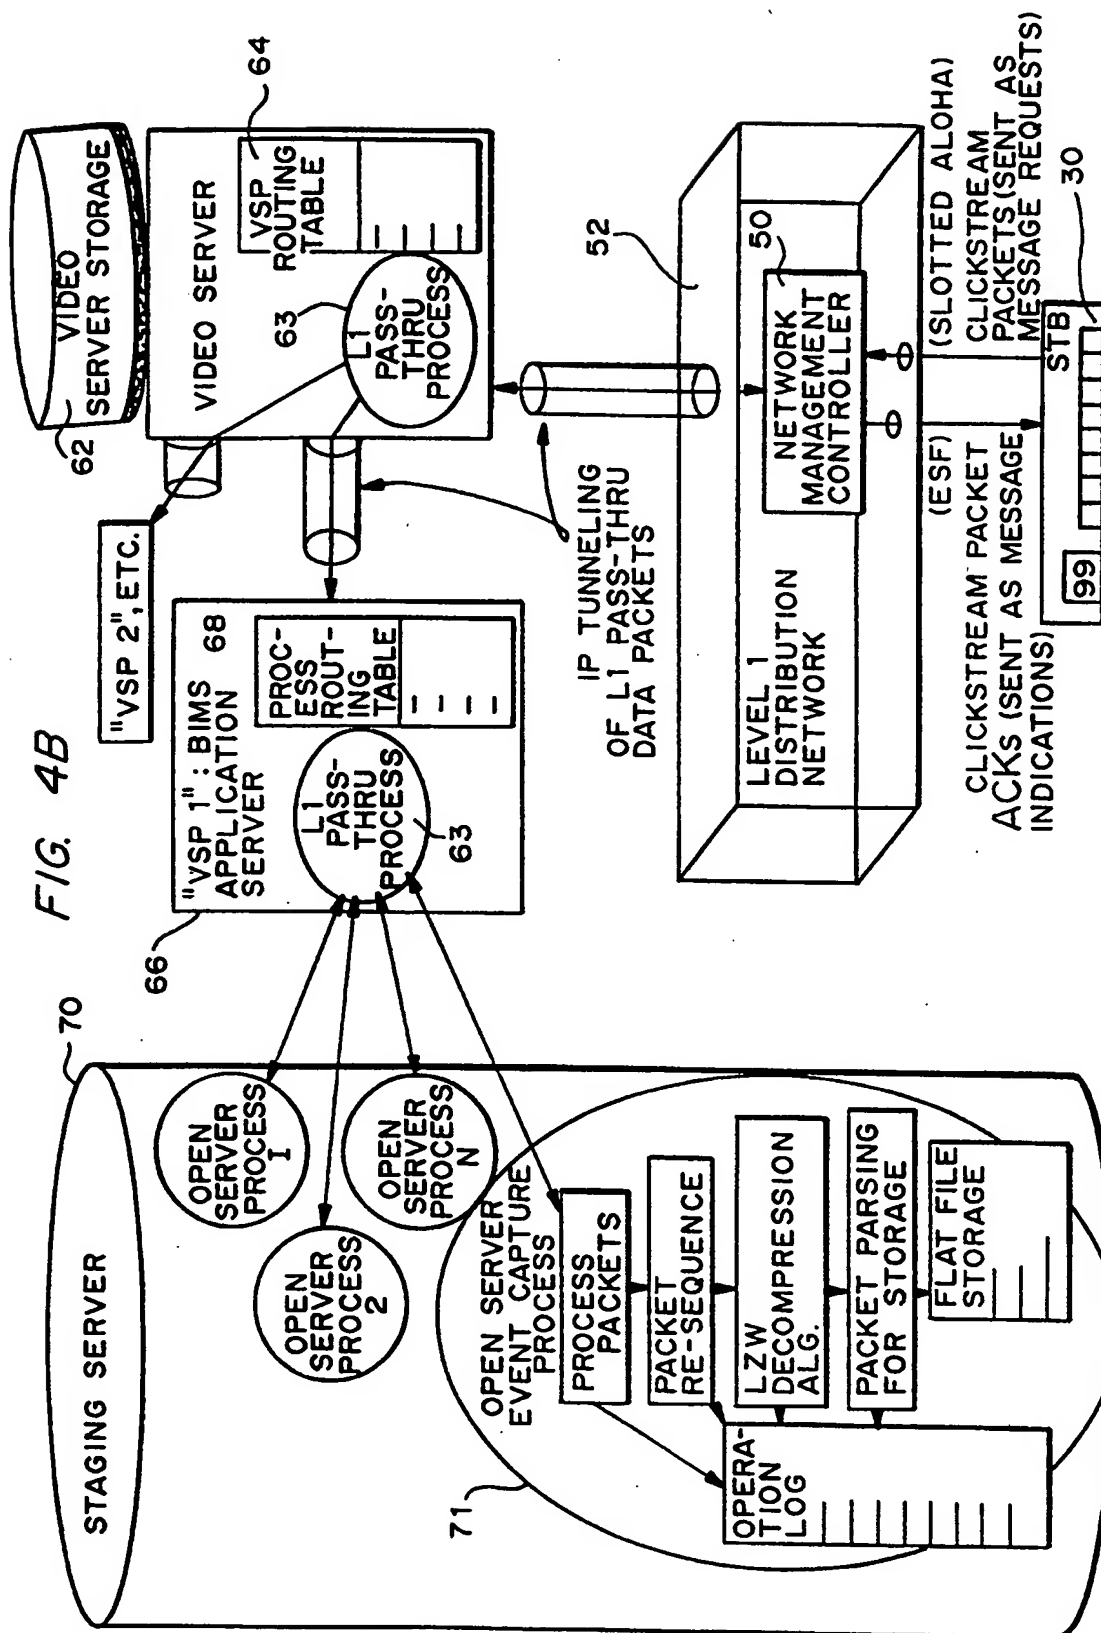 FIG. 4B
70
STAGING SERVER
OPEN
SERVER
PROCESS
I
OPEN
SERVER
PROCESS
2
OPEN
SERVER
PROCESS
N
71
OPEN SERVER
EVENT CAPTURE
PROCESS
PROCESS
PACKETS
PACKET
RE-SEQUENCE
LZW
DECOMPRESSION
ALG.
PACKET PARSING
FOR STORAGE
FLAT FILE
STORAGE
OPERA-
TION
LOG
66
"VSP 1": BIMS
APPLICATION
SERVER
68
PROC-
ESS
ROUT-
ING
TABLE
L1
PASS-
THRU
PROCESS
63
"VSP 2", ETC.
62
VIDEO
SERVER STORAGE
VIDEO SERVER
64
VSP
ROUTING
TABLE
63
L1
PASS-
THRU
PROCESS
IP TUNNELING
OF L1 PASS-THRU
DATA PACKETS
52
LEVEL 1
DISTRIBUTION
NETWORK
50
NETWORK
MANAGEMENT
CONTROLLER
(ESF)
CLICKSTREAM PACKET
ACKs (SENT AS MESSAGE
INDICATIONS)
(SLOTTED ALOHA)
CLICKSTREAM
PACKETS (SENT AS
MESSAGE REQUESTS)
30
STB
99